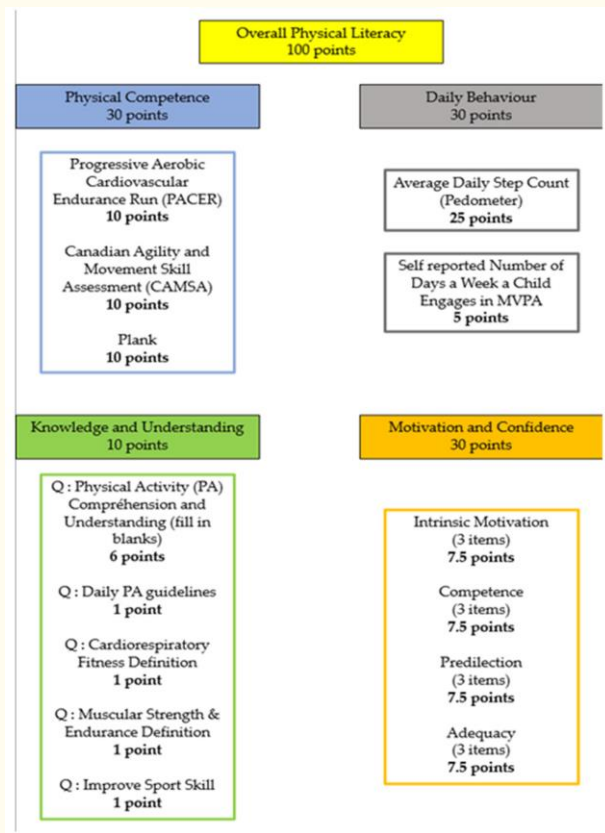 Overall Physical Literacy
100 points
Physical Competence
30 points
Progressive Aerobic
Cardiovascular
Endurance Run (PACER)
10 points
Canadian Agility and
Movement Skill
Assessment (CAMSA)
10 points
Plank
10 points
Daily Behaviour
30 points
Average Daily Step Count
(Pedometer)
25 points
Self reported Number of
Days a Week a Child
Engages in MVPA
5 points
Knowledge and Understanding
10 points
Q : Physical Activity (PA)
Compréhension and
Understanding (fill in
blanks)
6 points
Q : Daily PA guidelines
1 point
Q : Cardiorespiratory
Fitness Definition
1 point
Q : Muscular Strength &
Endurance Definition
1 point
Q : Improve Sport Skill
1 point
Motivation and Confidence
30 points
Intrinsic Motivation
(3 items)
7.5 points
Competence
(3 items)
7.5 points
Predilection
(3 items)
7.5 points
Adequacy
(3 items)
7.5 points